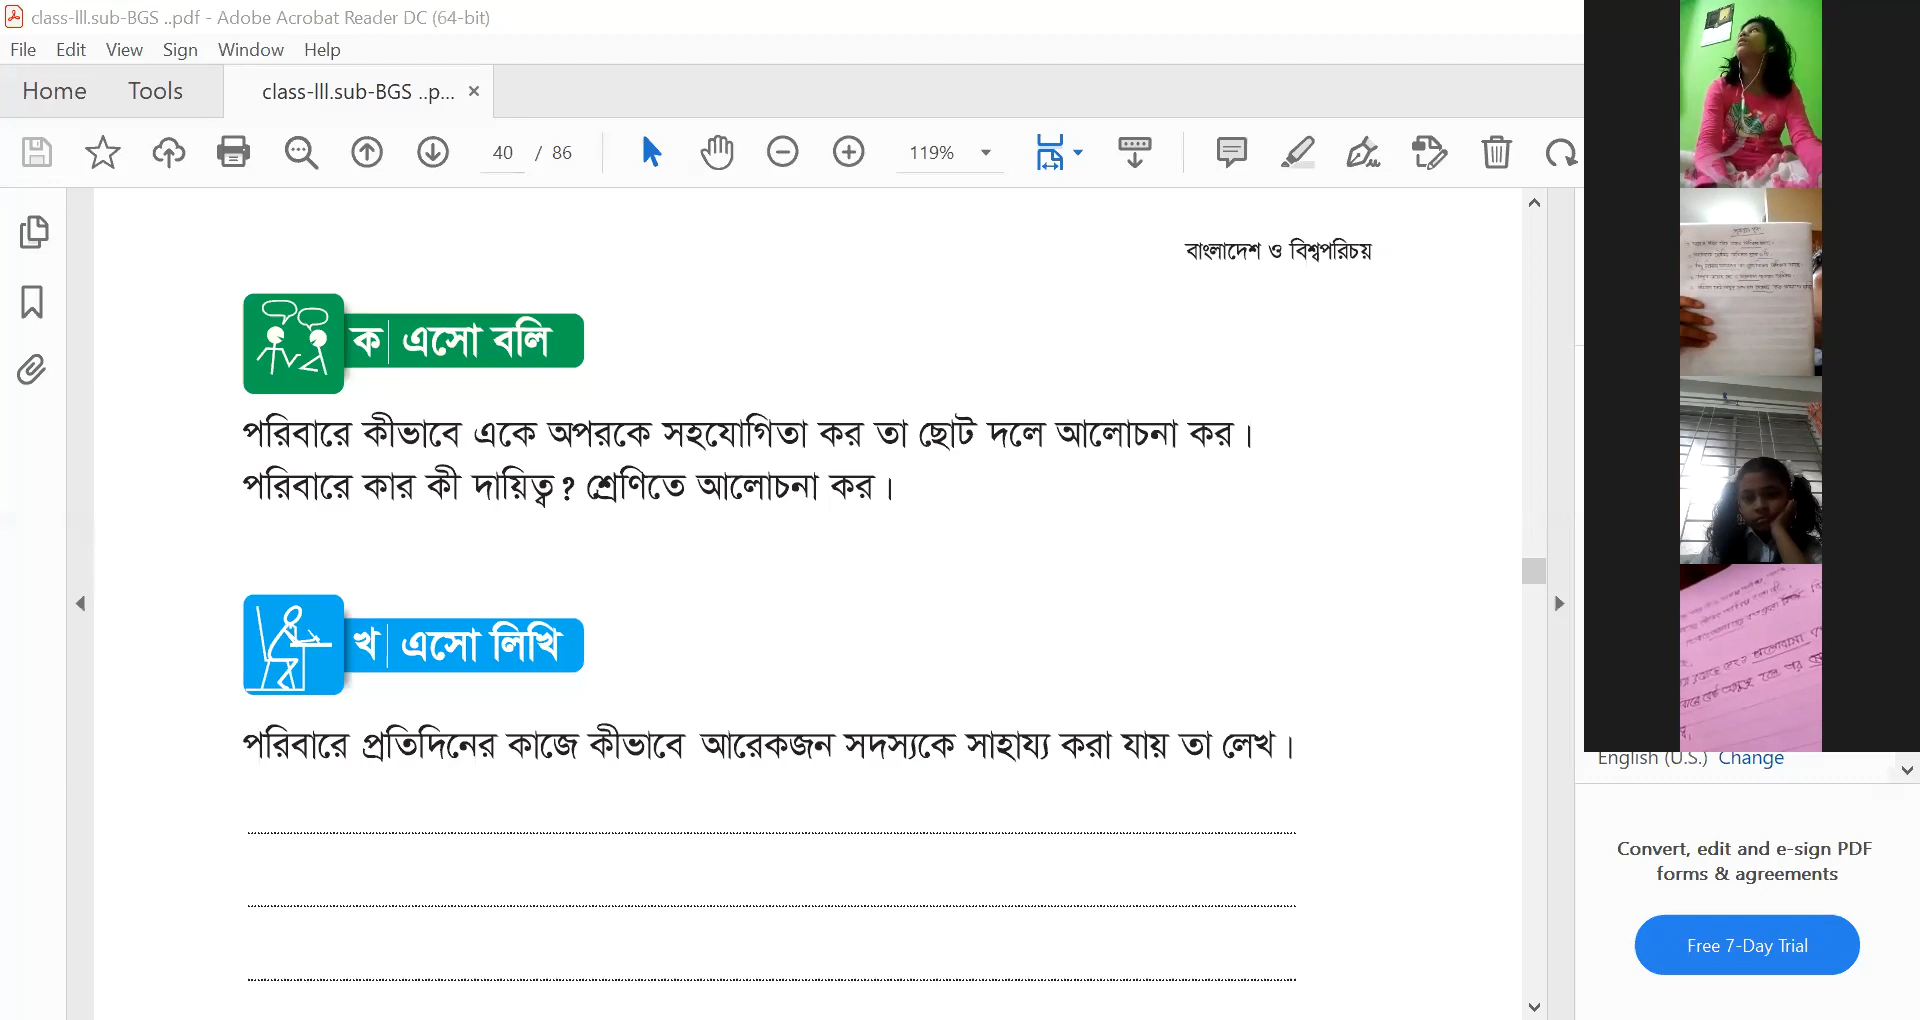 class-lll.sub-BGS ..pdf - Adobe Acrobat Reader DC (64-bit)
File Edit View Sign Window Help
Home Tools class-lll.sub-BGS ..p... ×
40 / 86 119%
বাংলাদেশ ও বিশ্বপরিচয়
ক এসো বলি
পরিবারে কীভাবে একে অপরকে সহযোগিতা কর তা ছোট দলে আলোচনা কর।
পরিবারে কার কী দায়িত্ব? শ্রেণিতে আলোচনা কর।
খ এসো লিখি
পরিবারে প্রতিদিনের কাজে কীভাবে আরেকজন সদস্যকে সাহায্য করা যায় তা লেখ।
English (U.S.) Change
Convert, edit and e-sign PDF
forms & agreements
Free 7-Day Trial